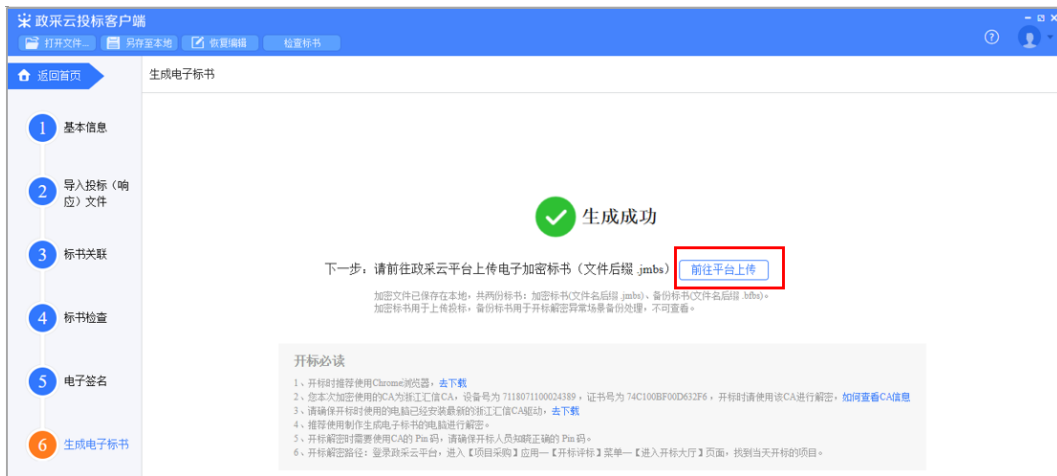 政采云投标客户端
打开文件... 另存至本地 恢复编辑 检查标书
返回首页
生成电子标书
1 基本信息
2 导入投标（响
应）文件
3 标书关联
4 标书检查
5 电子签名
6 生成电子标书
生成成功
下一步：请前往政采云平台上传电子加密标书（文件后缀 .jmbs） 前往平台上传
加密文件已保存在本地，共两份标书：加密标书(文件名后缀 .jmbs)、备份标书(文件名后缀 .bfbs)。
加密标书用于上传投标，备份标书用于开标解密异常场景备份处理，不可查看。
开标必读
1、开标时推荐使用Chrome浏览器，去下载
2、您本次加密使用的CA为浙江汇信CA，设备号为 7118071100024389，证书号为 74C100BF00D632F6，开标时请使用该CA进行解密，如何查看CA信息
3、请确保开标时使用的电脑已经安装最新的浙江汇信CA驱动，去下载
4、推荐使用制作生成电子标书的电脑进行解密。
5、开标解密时需要使用CA的 Pin 码，请确保开标人员知晓正确的 Pin 码。
6、开标解密路径：登录政采云平台，进入【项目采购】应用—【开标评标】菜单—【进入开标大厅】页面，找到当天开标的项目。